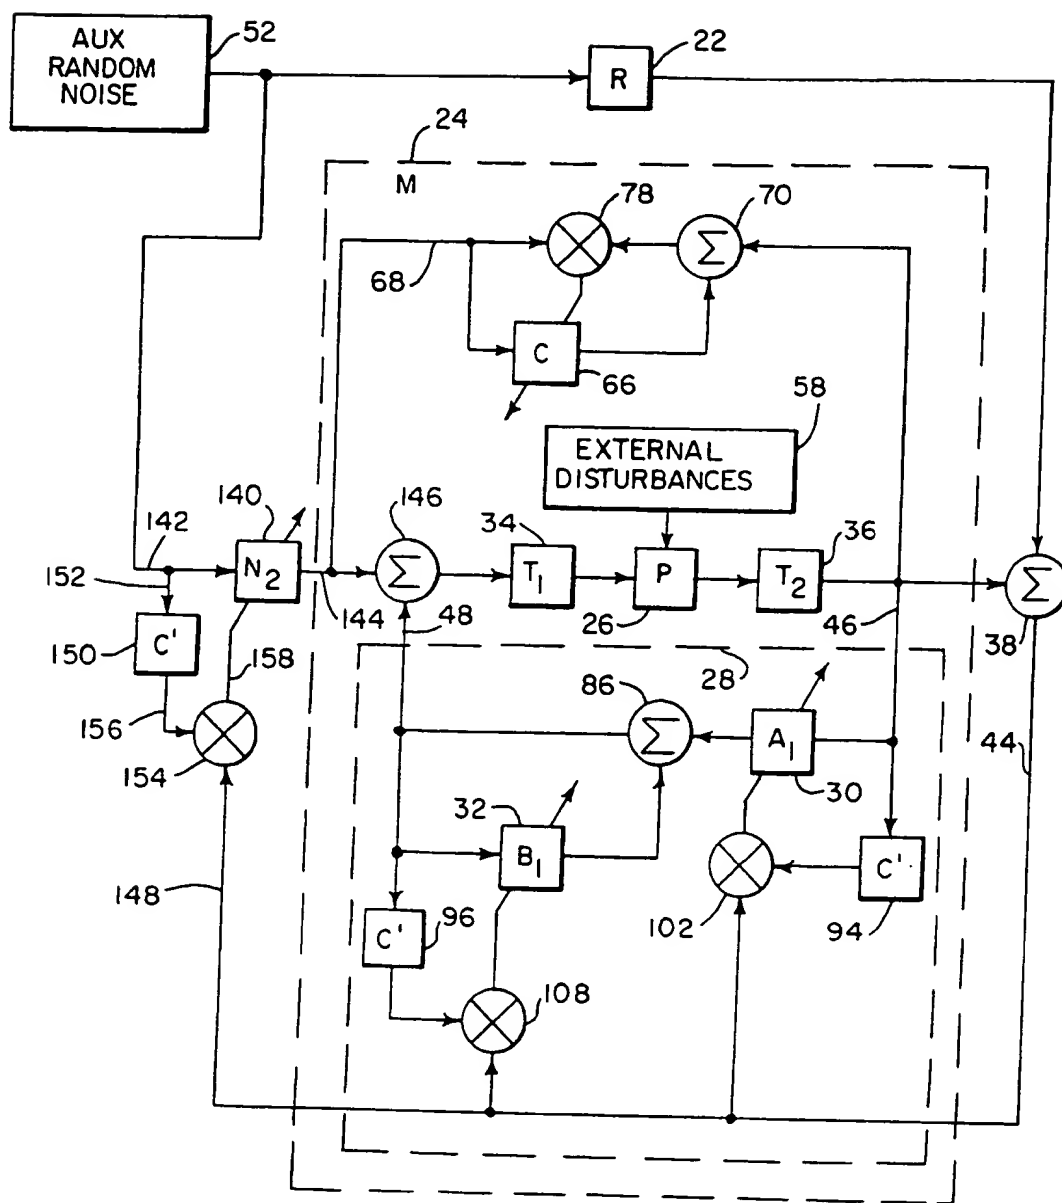 AUX
RANDOM
NOISE
52
R
22
24
M
78
70
Σ
68
C
66
58
EXTERNAL
DISTURBANCES
146
Σ
34
T1
P
26
36
T2
140
142
152
N2
144
48
46
Σ
38
C'
150
158
156
154
28
86
Σ
A1
30
44
32
B1
148
C'
96
102
C'
94
108